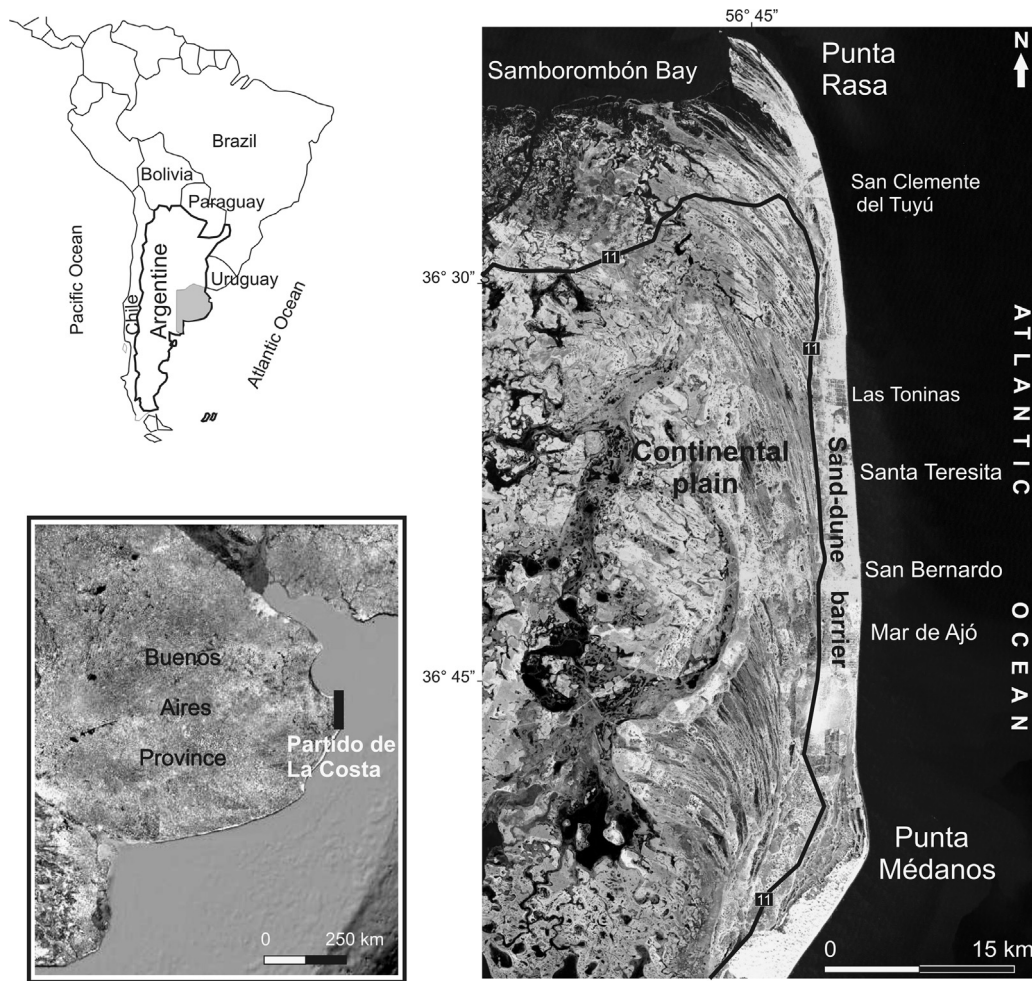 Brazil
Bolivia
Paraguay
Uruguay
Argentine
Chile
Pacific Ocean
Atlantic Ocean
Buenos
Aires
Province
Partido de
La Costa
0 250 km
56° 45”
N
Samborombón Bay
Punta
Rasa
San Clemente
del Tuyú
11
36° 30”
11
Las Toninas
Continental
plain
Santa Teresita
Sand-dune barrier
San Bernardo
Mar de Ajó
36° 45”
ATLANTIC OCEAN
Punta
Médanos
11
0 15 km